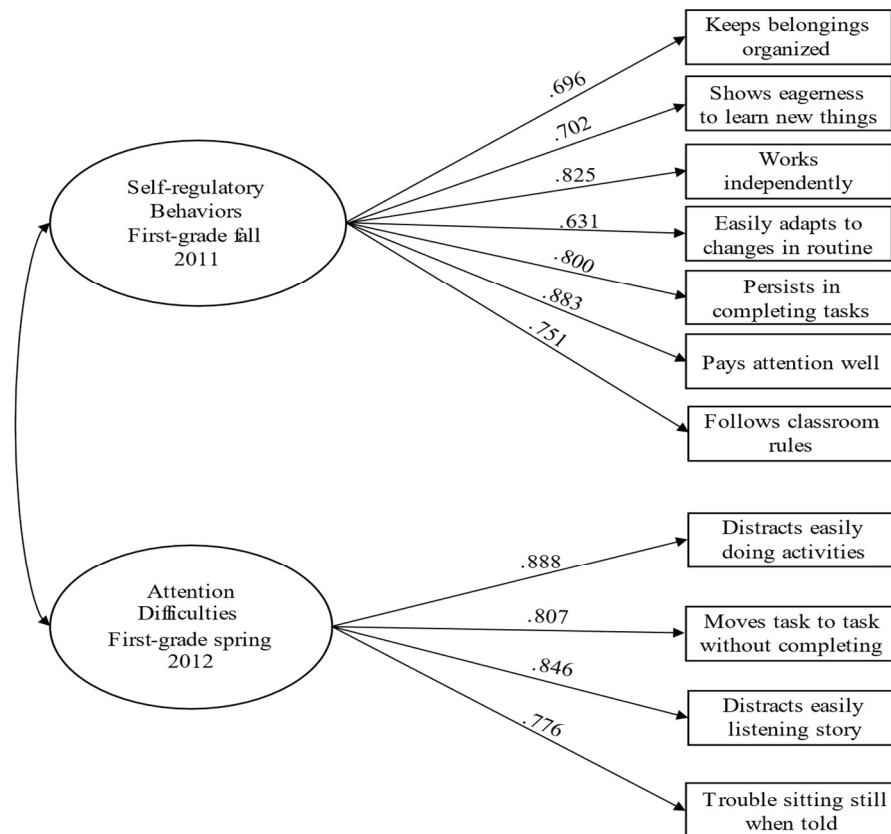 Keeps belongings
organized
.696
Shows eagerness
to learn new things
.702
Works
independently
.825
Self-regulatory
Behaviors
First-grade fall
2011
Easily adapts to
changes in routine
.631
Persists in
completing tasks
.800
Pays attention well
.883
Follows classroom
rules
.751
Distracts easily
doing activities
.888
Attention
Difficulties
First-grade spring
2012
Moves task to task
without completing
.807
Distracts easily
listening story
.846
Trouble sitting still
when told
.776